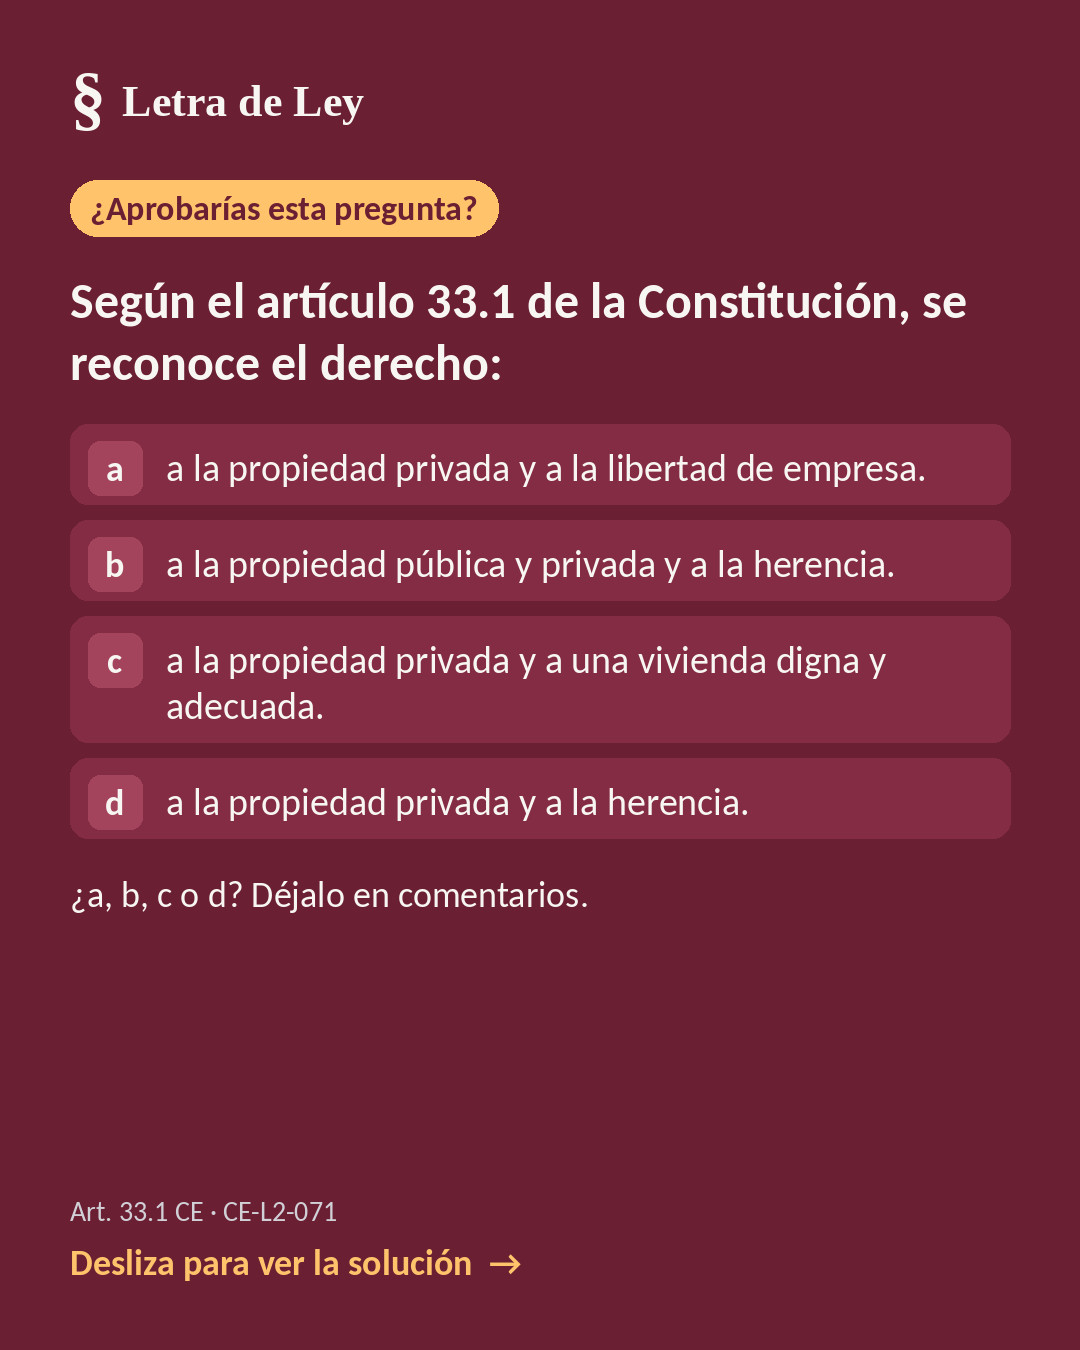 § Letra de Ley
¿Aprobarías esta pregunta?
Según el artículo 33.1 de la Constitución, se
reconoce el derecho:
a a la propiedad privada y a la libertad de empresa.
b a la propiedad pública y privada y a la herencia.
c a la propiedad privada y a una vivienda digna y
adecuada.
d a la propiedad privada y a la herencia.
¿a, b, c o d? Déjalo en comentarios.
Art. 33.1 CE · CE-L2-071
Desliza para ver la solución →